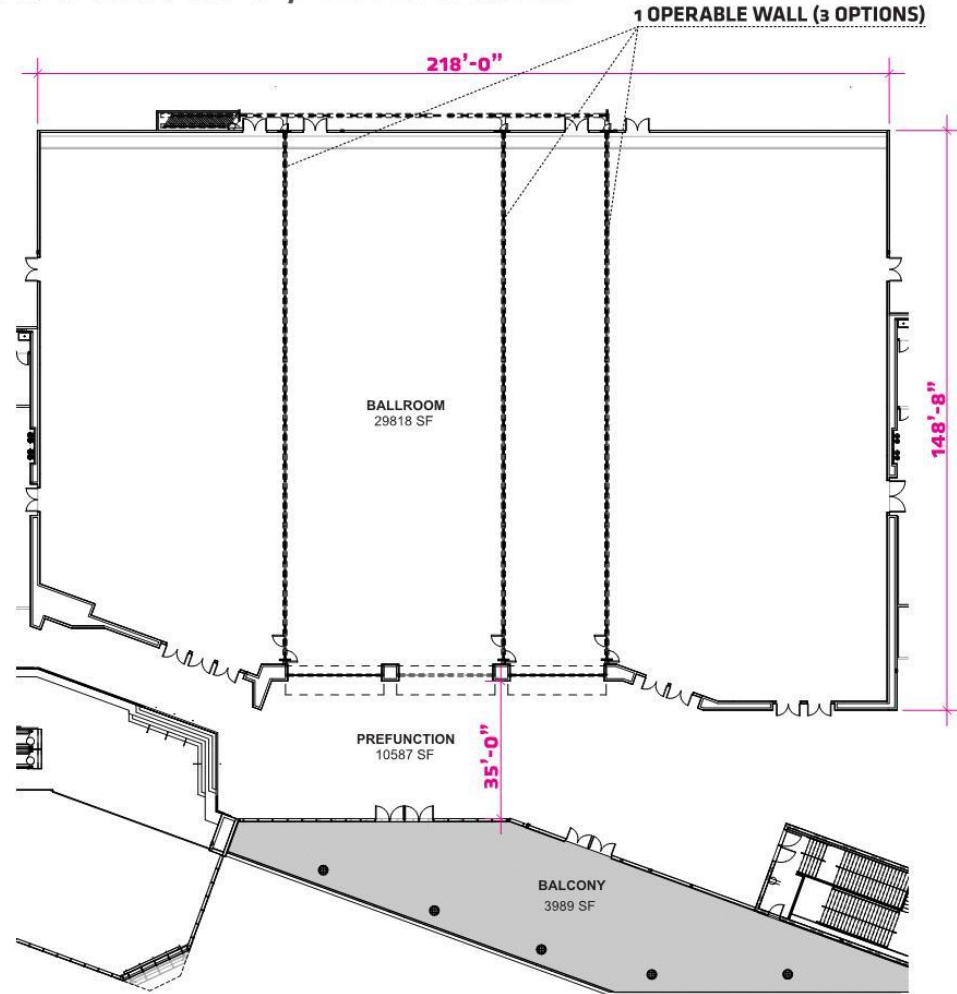 1 OPERABLE WALL (3 OPTIONS)
218'-0"
BALLROOM
29818 SF
148'-8"
PREFUNCTION
10587 SF
35'-0"
BALCONY
3989 SF